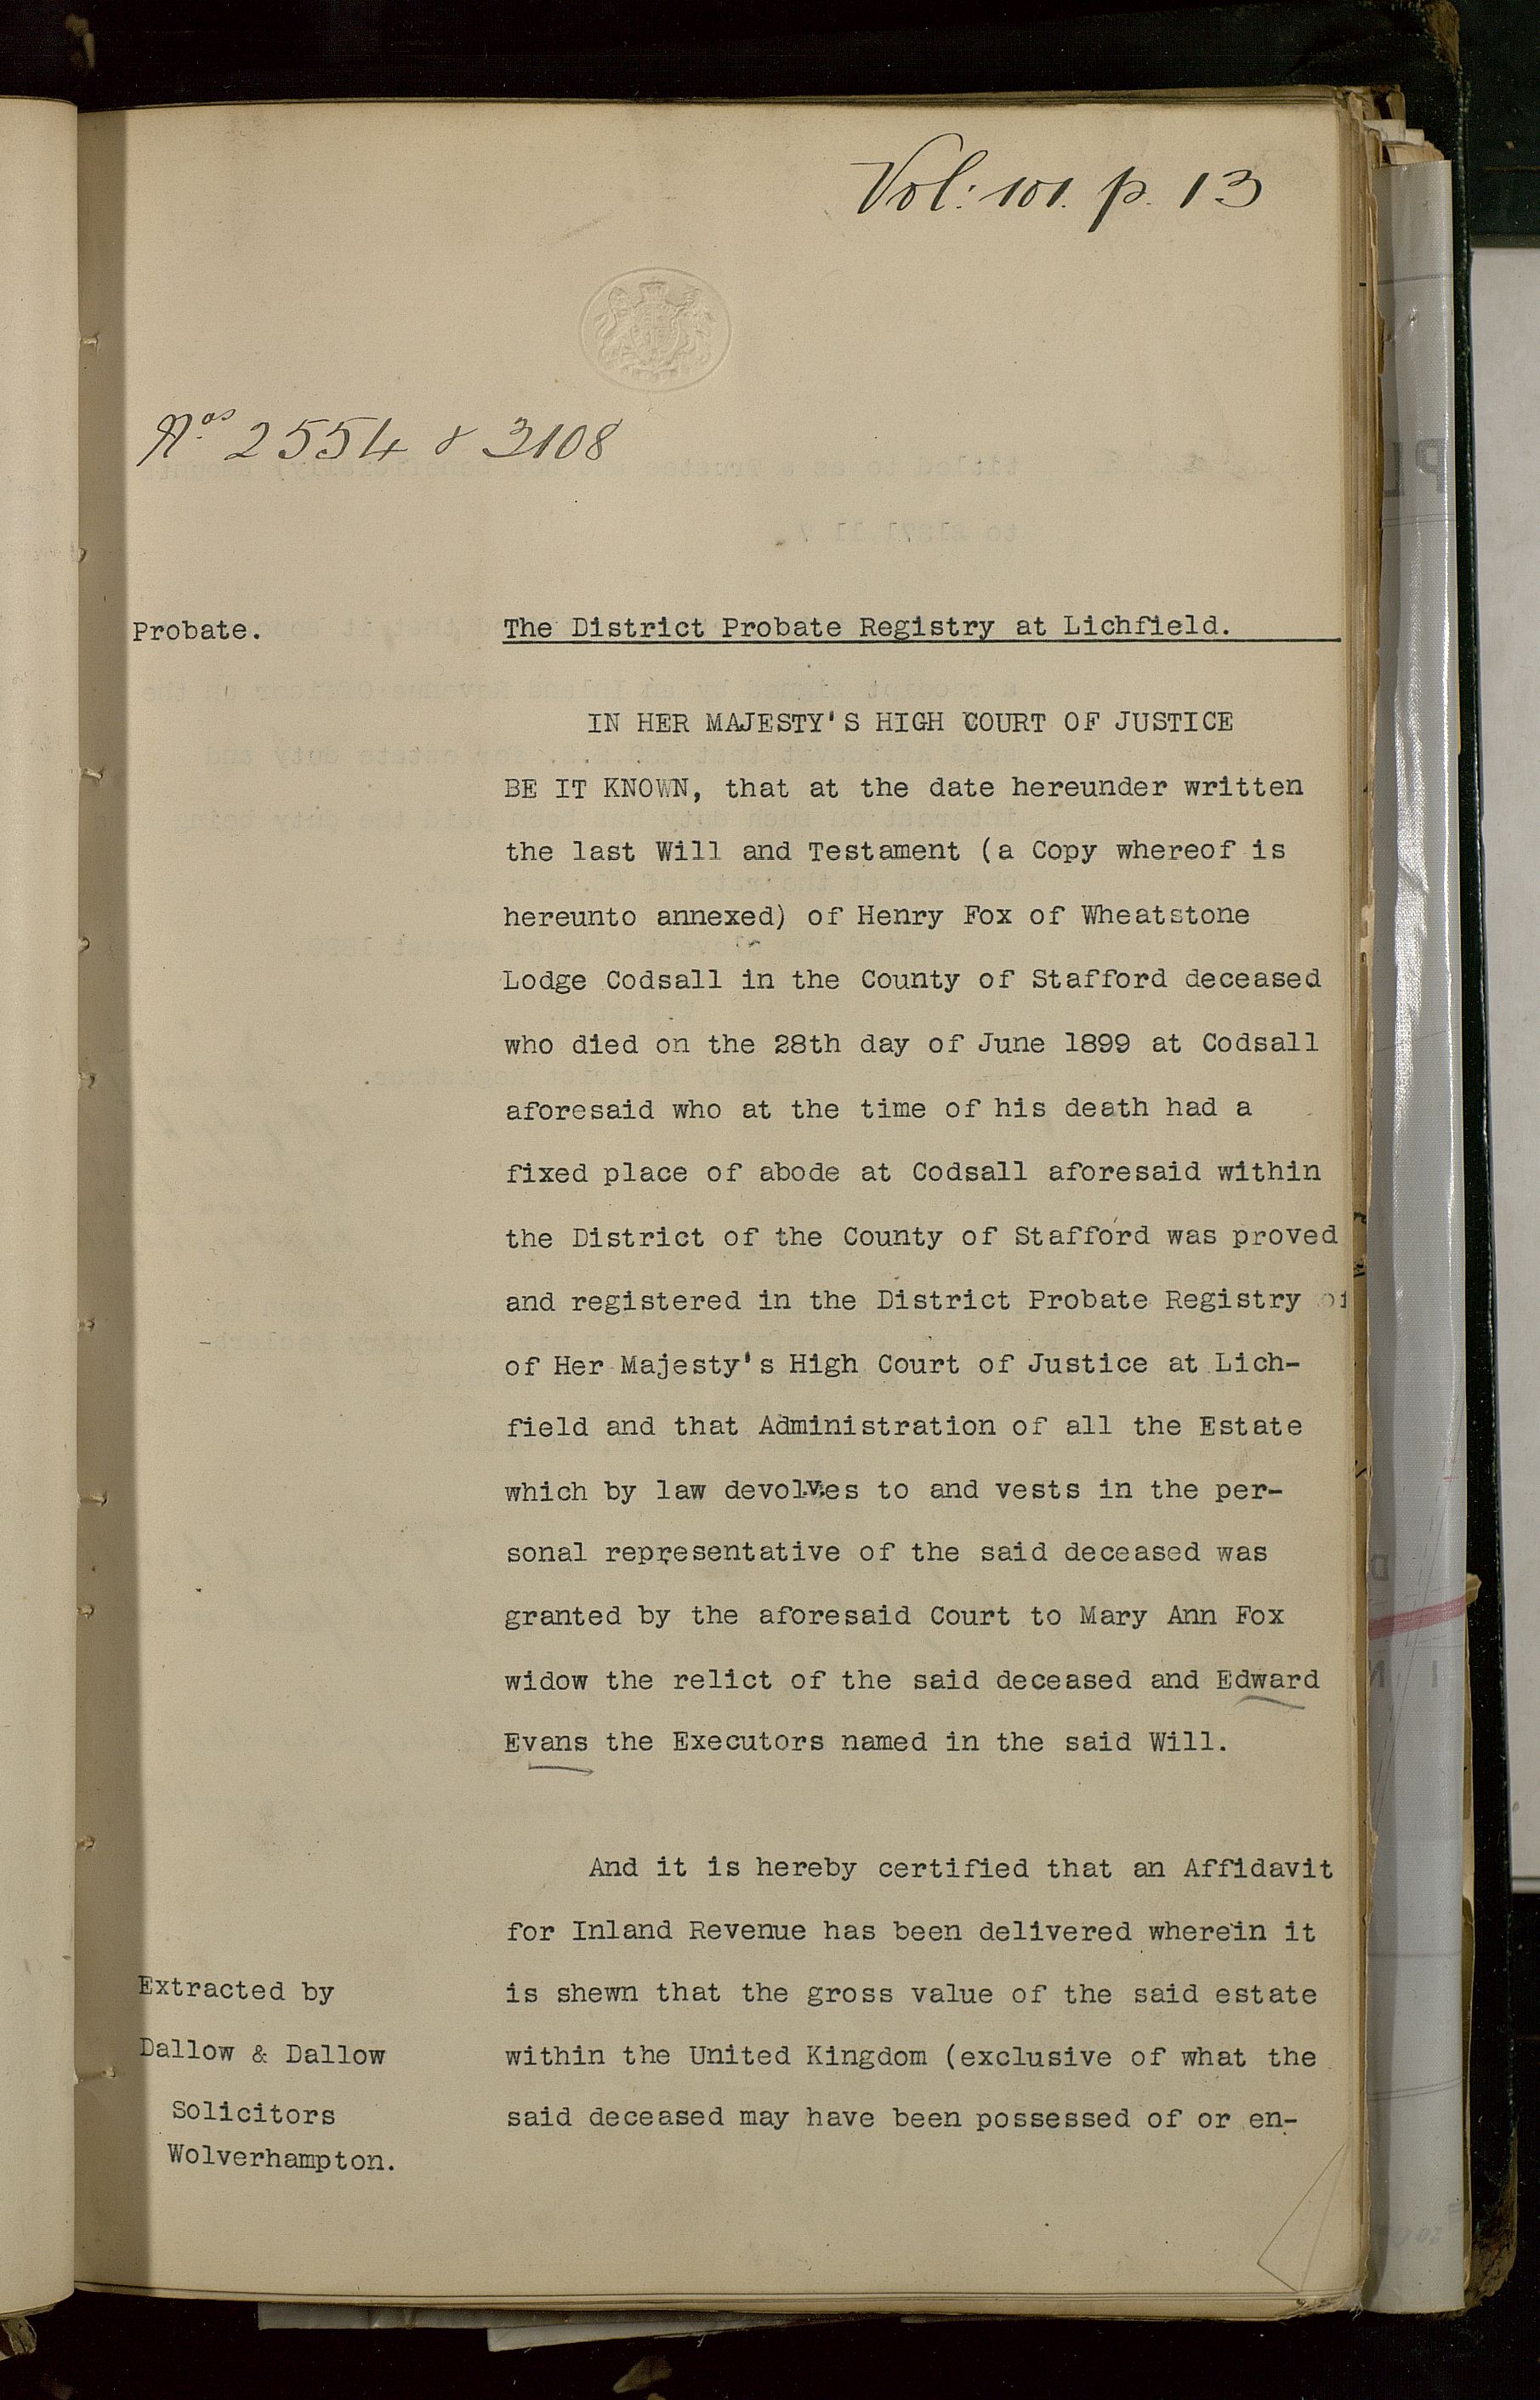 Vol: 101. p. 13
Nos 2554 & 3108
Probate.
The District Probate Registry at Lichfield.
IN HER MAJESTY'S HIGH COURT OF JUSTICE
BE IT KNOWN, that at the date hereunder written
the last Will and Testament (a Copy whereof is
hereunto annexed) of Henry Fox of Wheatstone
Lodge Codsall in the County of Stafford deceased
who died on the 28th day of June 1899 at Codsall
aforesaid who at the time of his death had a
fixed place of abode at Codsall aforesaid within
the District of the County of Stafford was proved
and registered in the District Probate Registry of
of Her Majesty's High Court of Justice at Lich-
field and that Administration of all the Estate
which by law devolves to and vests in the per-
sonal representative of the said deceased was
granted by the aforesaid Court to Mary Ann Fox
widow the relict of the said deceased and Edward
Evans the Executors named in the said Will.
And it is hereby certified that an Affidavit
for Inland Revenue has been delivered wherein it
is shewn that the gross value of the said estate
within the United Kingdom (exclusive of what the
said deceased may have been possessed of or en-
Extracted by
Dallow & Dallow
Solicitors
Wolverhampton.